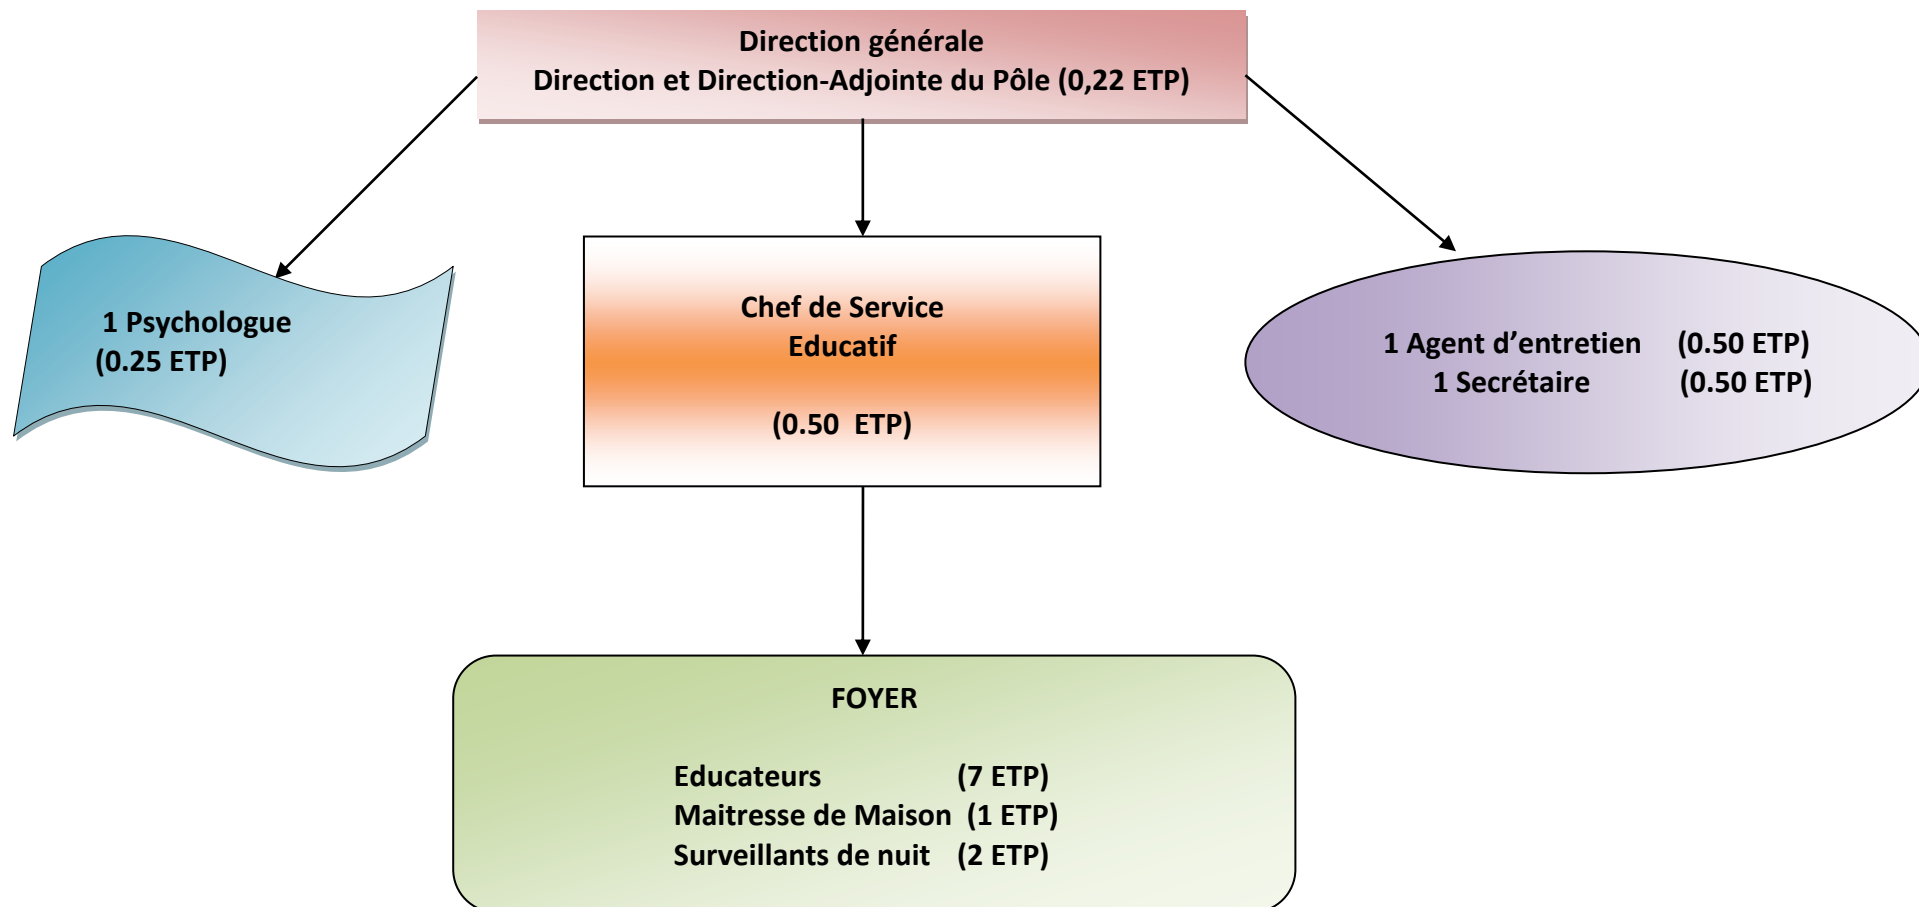 Direction générale
Direction et Direction-Adjointe du Pôle (0,22 ETP)
1 Psychologue
(0.25 ETP)
Chef de Service
Educatif
(0.50 ETP)
1 Agent d’entretien (0.50 ETP)
1 Secrétaire (0.50 ETP)
FOYER
Educateurs (7 ETP)
Maitresse de Maison (1 ETP)
Surveillants de nuit (2 ETP)